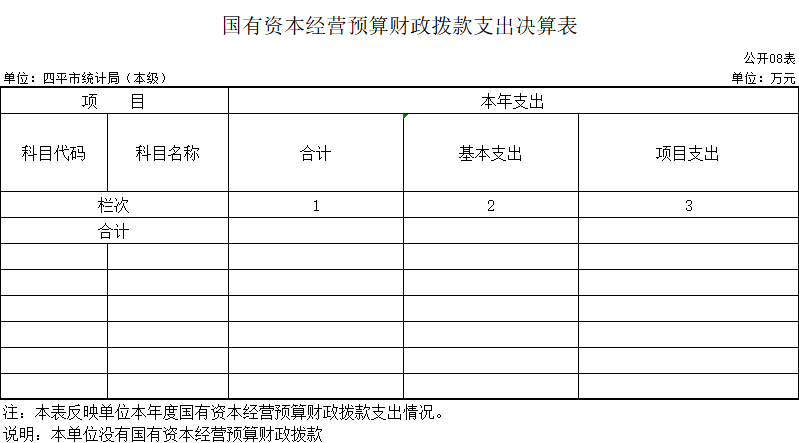 国有资本经营预算财政拨款支出决算表
公开08表
单位：四平市统计局（本级） 单位：万元
项 目 本年支出
科目代码 科目名称 合计 基本支出 项目支出
栏次 1 2 3
合计
注：本表反映单位本年度国有资本经营预算财政拨款支出情况。
说明：本单位没有国有资本经营预算财政拨款